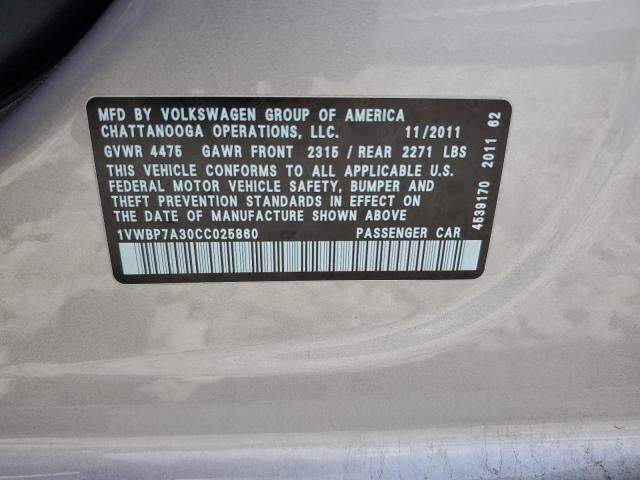 MFD BY VOLKSWAGEN GROUP OF AMERICA
CHATTANOOGA OPERATIONS, LLC. 11/2011
GVWR 4475 GAWR FRONT 2315 / REAR 2271 LBS
THIS VEHICLE CONFORMS TO ALL APPLICABLE U.S.
FEDERAL MOTOR VEHICLE SAFETY, BUMPER AND
THEFT PREVENTION STANDARDS IN EFFECT ON
THE DATE OF MANUFACTURE SHOWN ABOVE
1VWBP7A30CC025860 PASSENGER CAR
4539170 2011 62